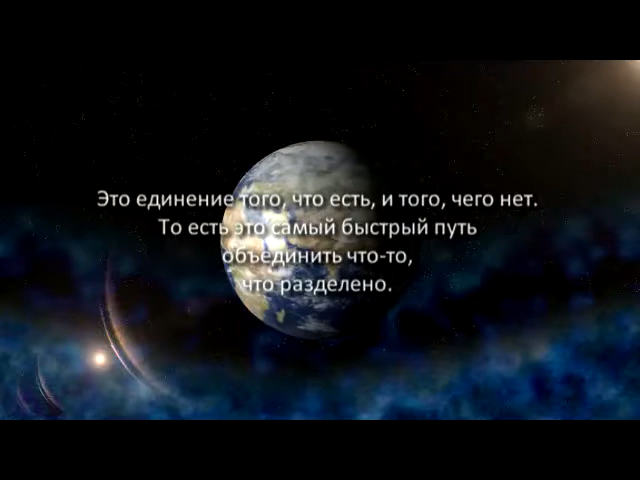 Это единение того, что есть, и того, чего нет.
То есть это самый быстрый путь
объединить что-то,
что разделено.